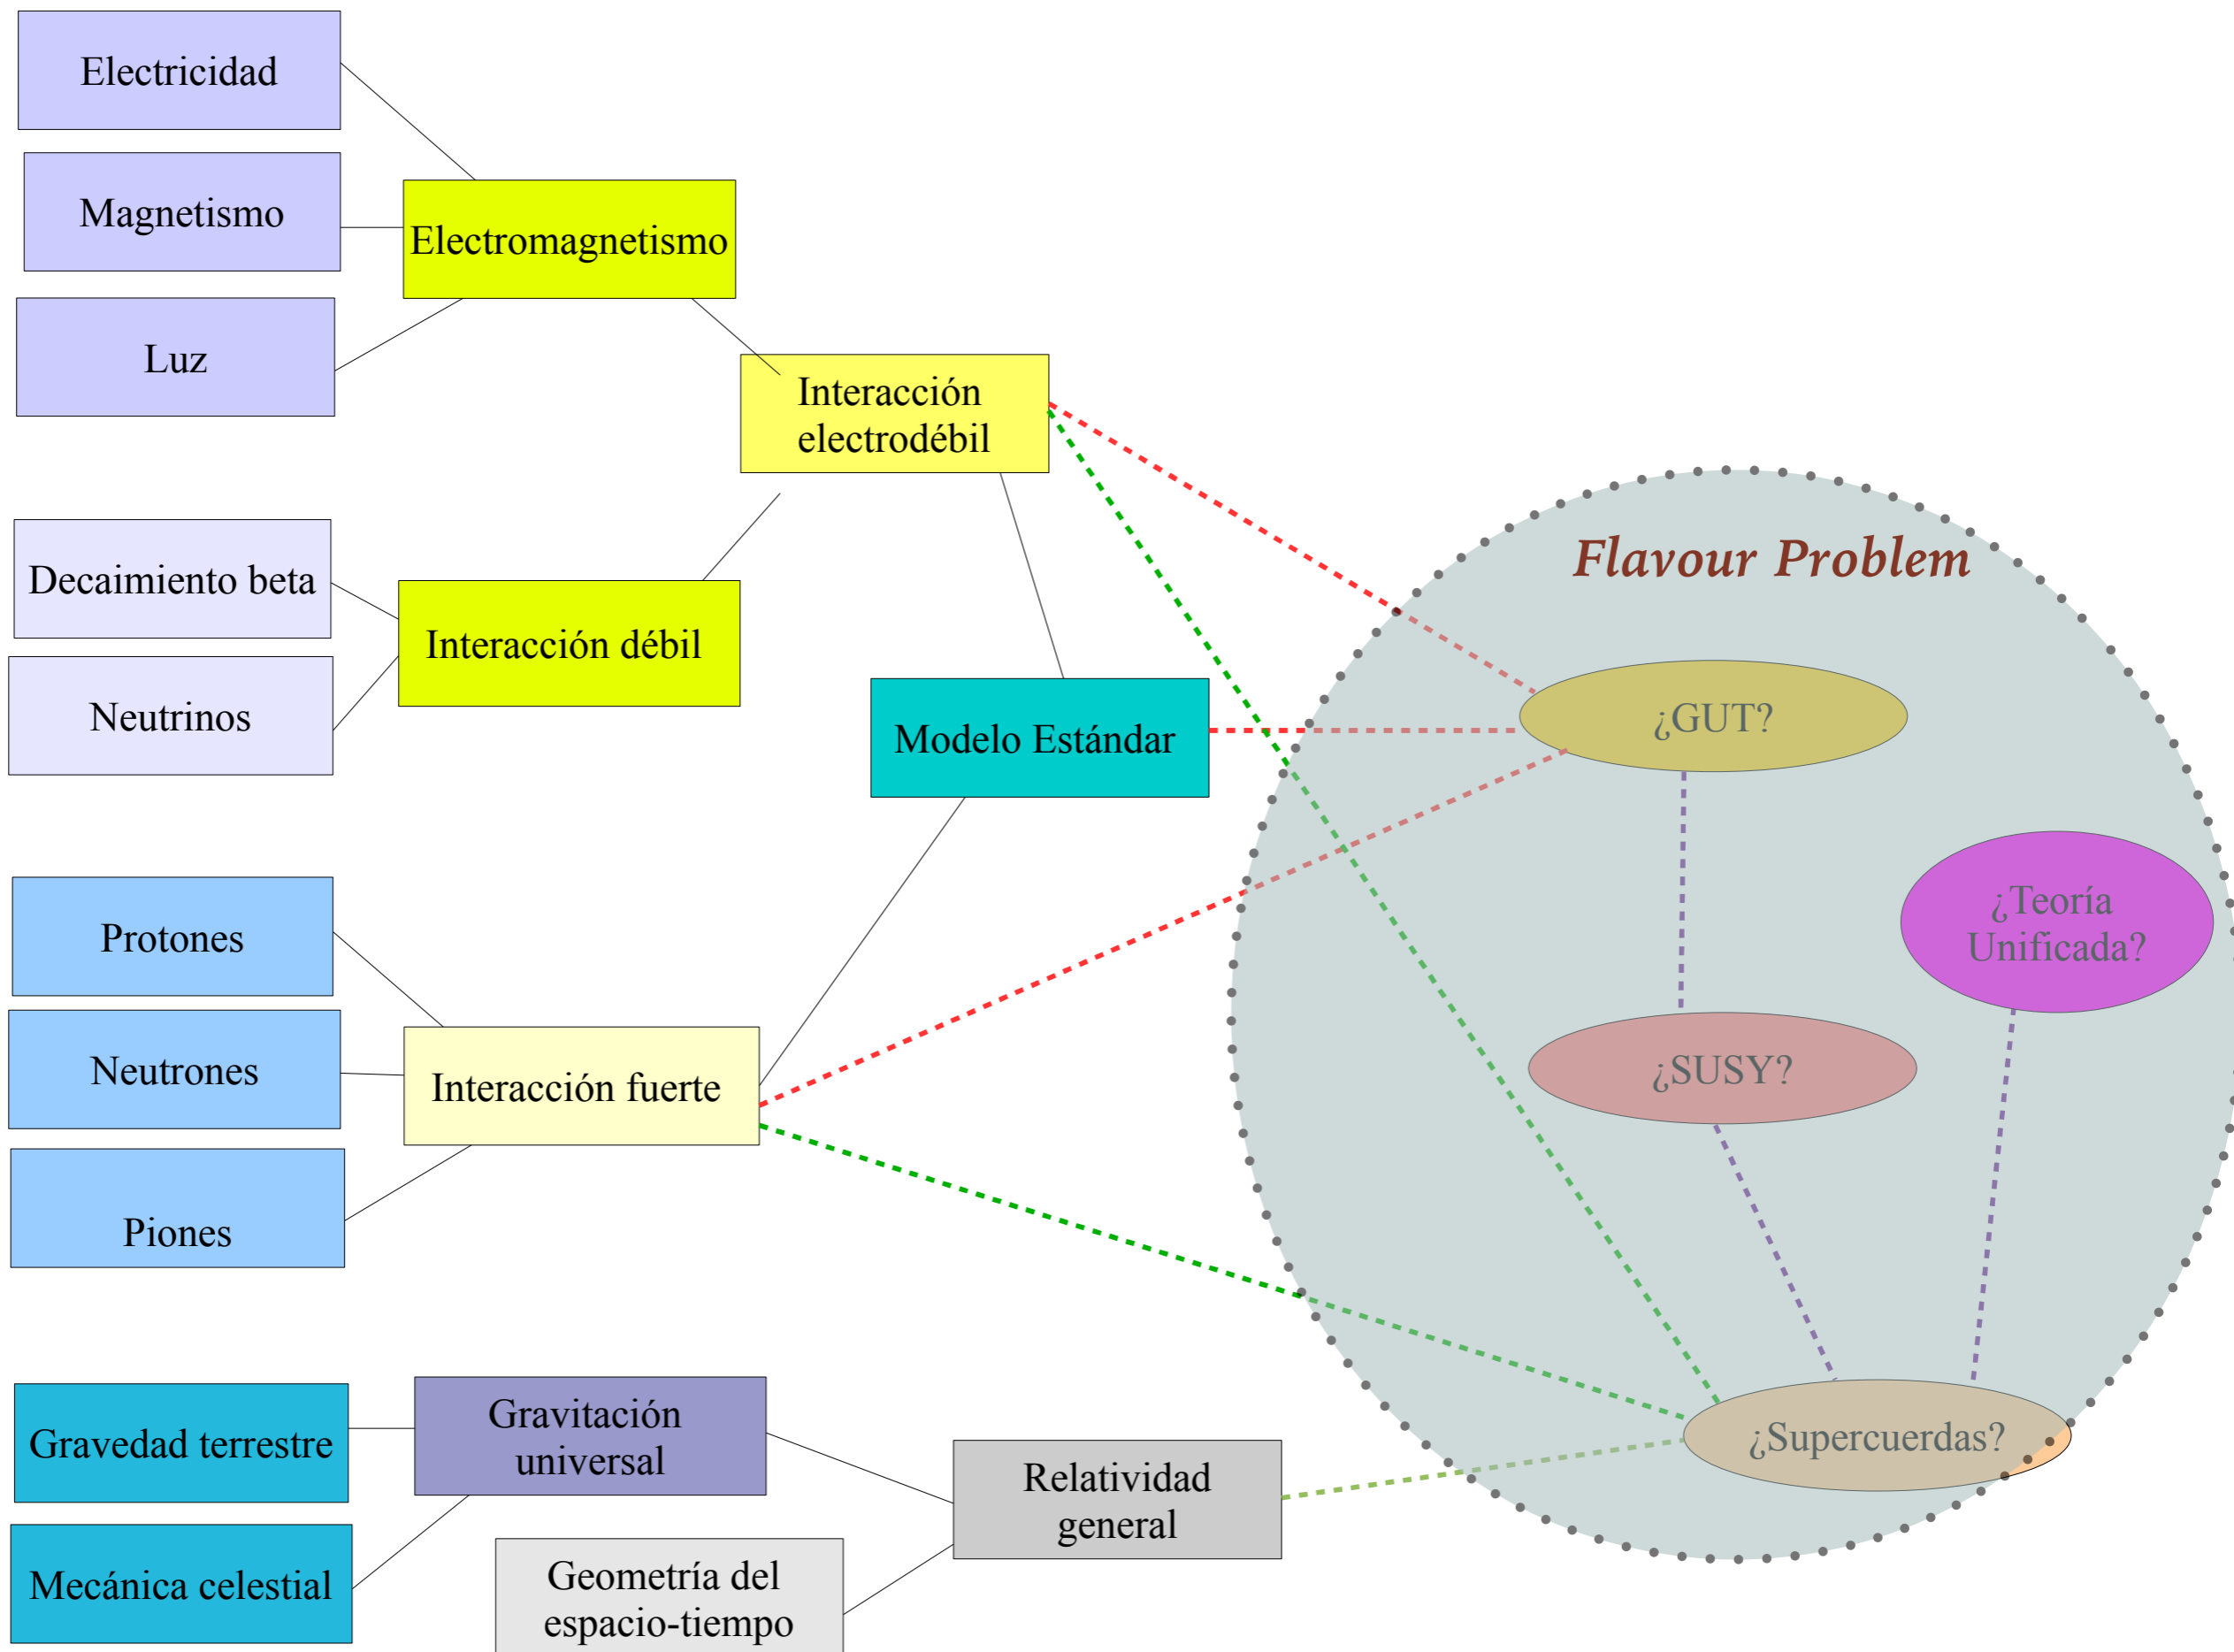 Electricidad
Magnetismo
Electromagnetismo
Luz
Interacción
electrodébil
Flavour Problem
Decaimiento beta
Interacción débil
Neutrinos
Modelo Estándar
¿GUT?
¿Teoría
Unificada?
Protones
Neutrones
Interacción fuerte
¿SUSY?
Piones
Gravedad terrestre
Gravitación
universal
Relatividad
general
¿Supercuerdas?
Mecánica celestial
Geometría del
espacio-tiempo